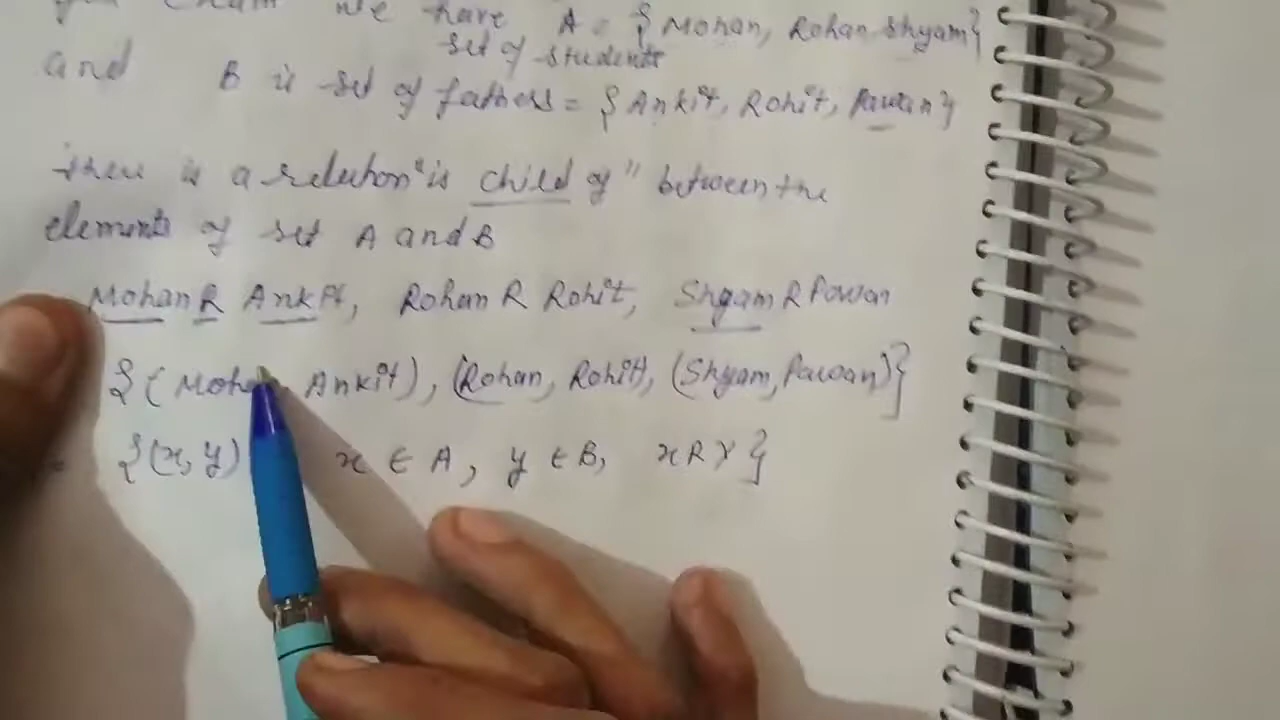 we have A = {Mohan, Rohan, Shyam}
set of students
and B is set of fathers = {Ankit, Rohit, Pawan}
there is a relation "is child of" between the
elements of set A and B
Mohan R Ankit, Rohan R Rohit, Shyam R Pawan
{(Mohan Ankit), (Rohan, Rohit), (Shyam, Pawan)}
= {(x, y) x ∈ A, y ∈ B, x R Y}